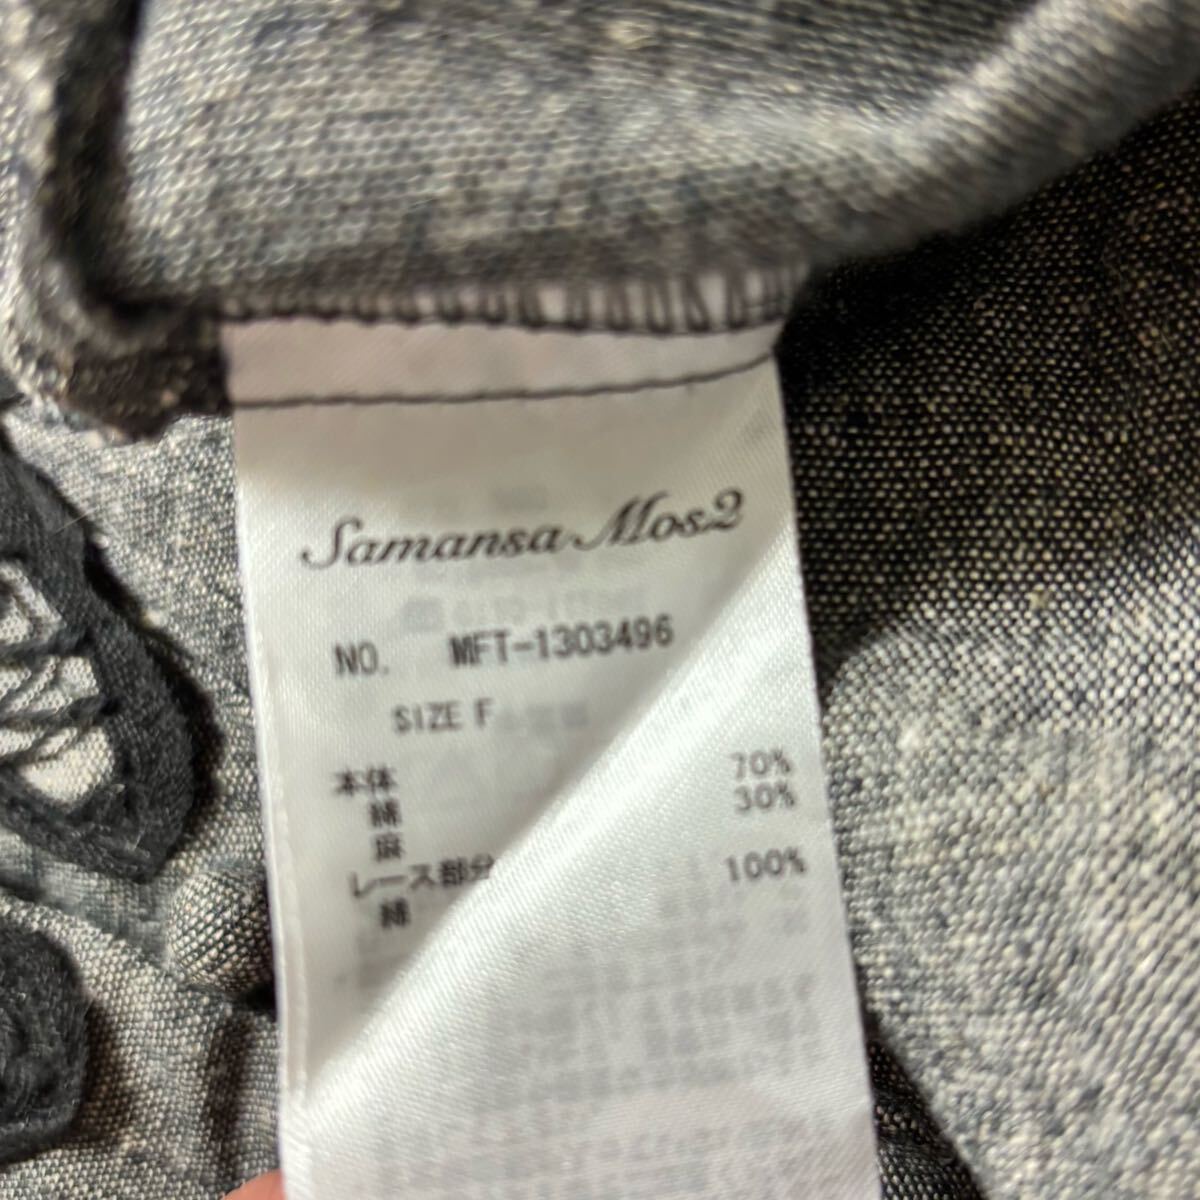 Samansa Mos2
NO. MFT-1303496
SIZE F
本体
綿 70%
麻 30%
レース部分
綿 100%